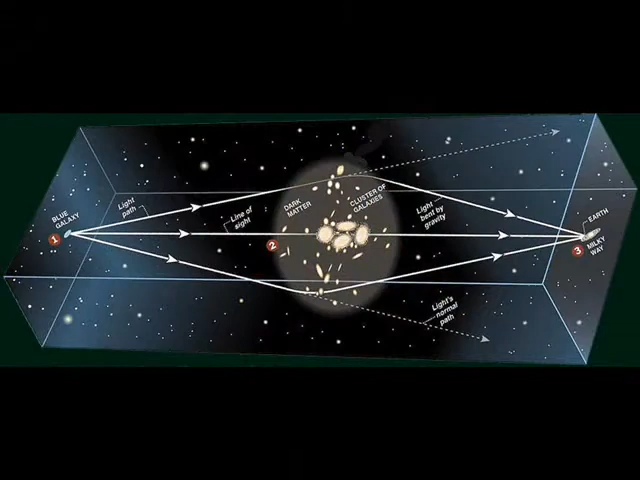 BLUE
GALAXY
1
Light
path
Line of
sight
2
DARK
MATTER
CLUSTER OF
GALAXIES
Light
bent by
gravity
Light's
normal
path
EARTH
MILKY
WAY
3